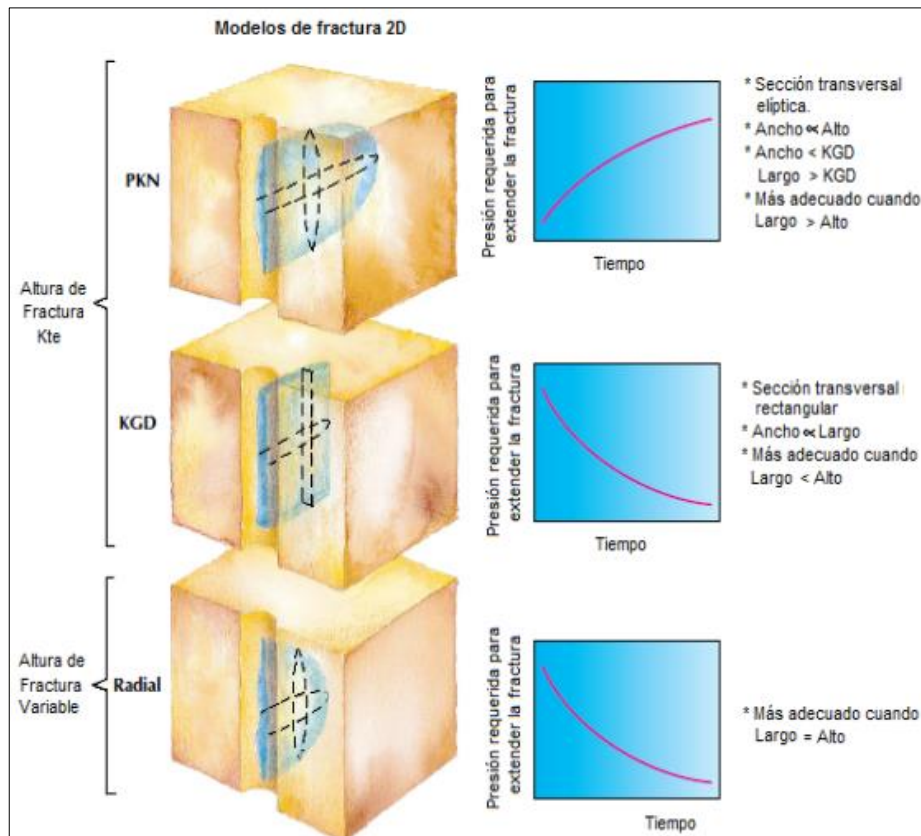 Modelos de fractura 2D
Altura de
Fractura
Kte
PKN
Presión requerida para
extender la fractura
Tiempo
* Sección transversal
elíptica.
* Ancho ∝ Alto
* Ancho < KGD
Largo > KGD
* Más adecuado cuando
Largo > Alto
KGD
Presión requerida para
extender la fractura
Tiempo
* Sección transversal
rectangular
* Ancho ∝ Largo
* Más adecuado cuando
Largo < Alto
Altura de
Fractura
Variable
Radial
Presión requerida para
extender la fractura
Tiempo
* Más adecuado cuando
Largo = Alto